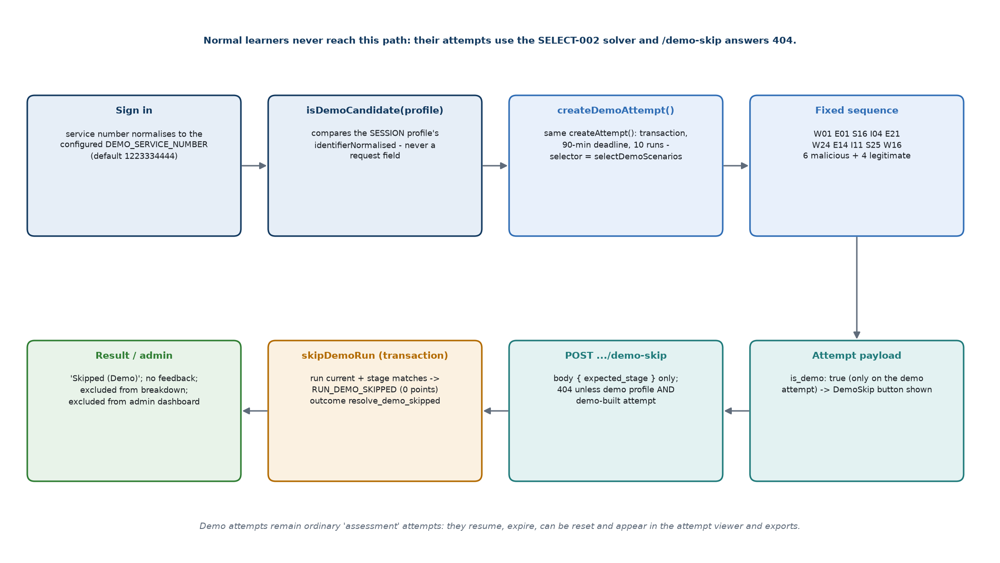 Normal learners never reach this path: their attempts use the SELECT-002 solver and /demo-skip answers 404.
Sign in
service number normalises to the
configured DEMO_SERVICE_NUMBER
(default 1223334444)
isDemoCandidate(profile)
compares the SESSION profile's
identifierNormalised - never a
request field
createDemoAttempt()
same createAttempt(): transaction,
90-min deadline, 10 runs -
selector = selectDemoScenarios
Fixed sequence
W01 E01 S16 I04 E21
W24 E14 I11 S25 W16
6 malicious + 4 legitimate
Result / admin
'Skipped (Demo)'; no feedback;
excluded from breakdown;
excluded from admin dashboard
skipDemoRun (transaction)
run current + stage matches ->
RUN_DEMO_SKIPPED (0 points)
outcome resolve_demo_skipped
POST .../demo-skip
body { expected_stage } only;
404 unless demo profile AND
demo-built attempt
Attempt payload
is_demo: true (only on the demo
attempt) -> DemoSkip button shown
Demo attempts remain ordinary 'assessment' attempts: they resume, expire, can be reset and appear in the attempt viewer and exports.